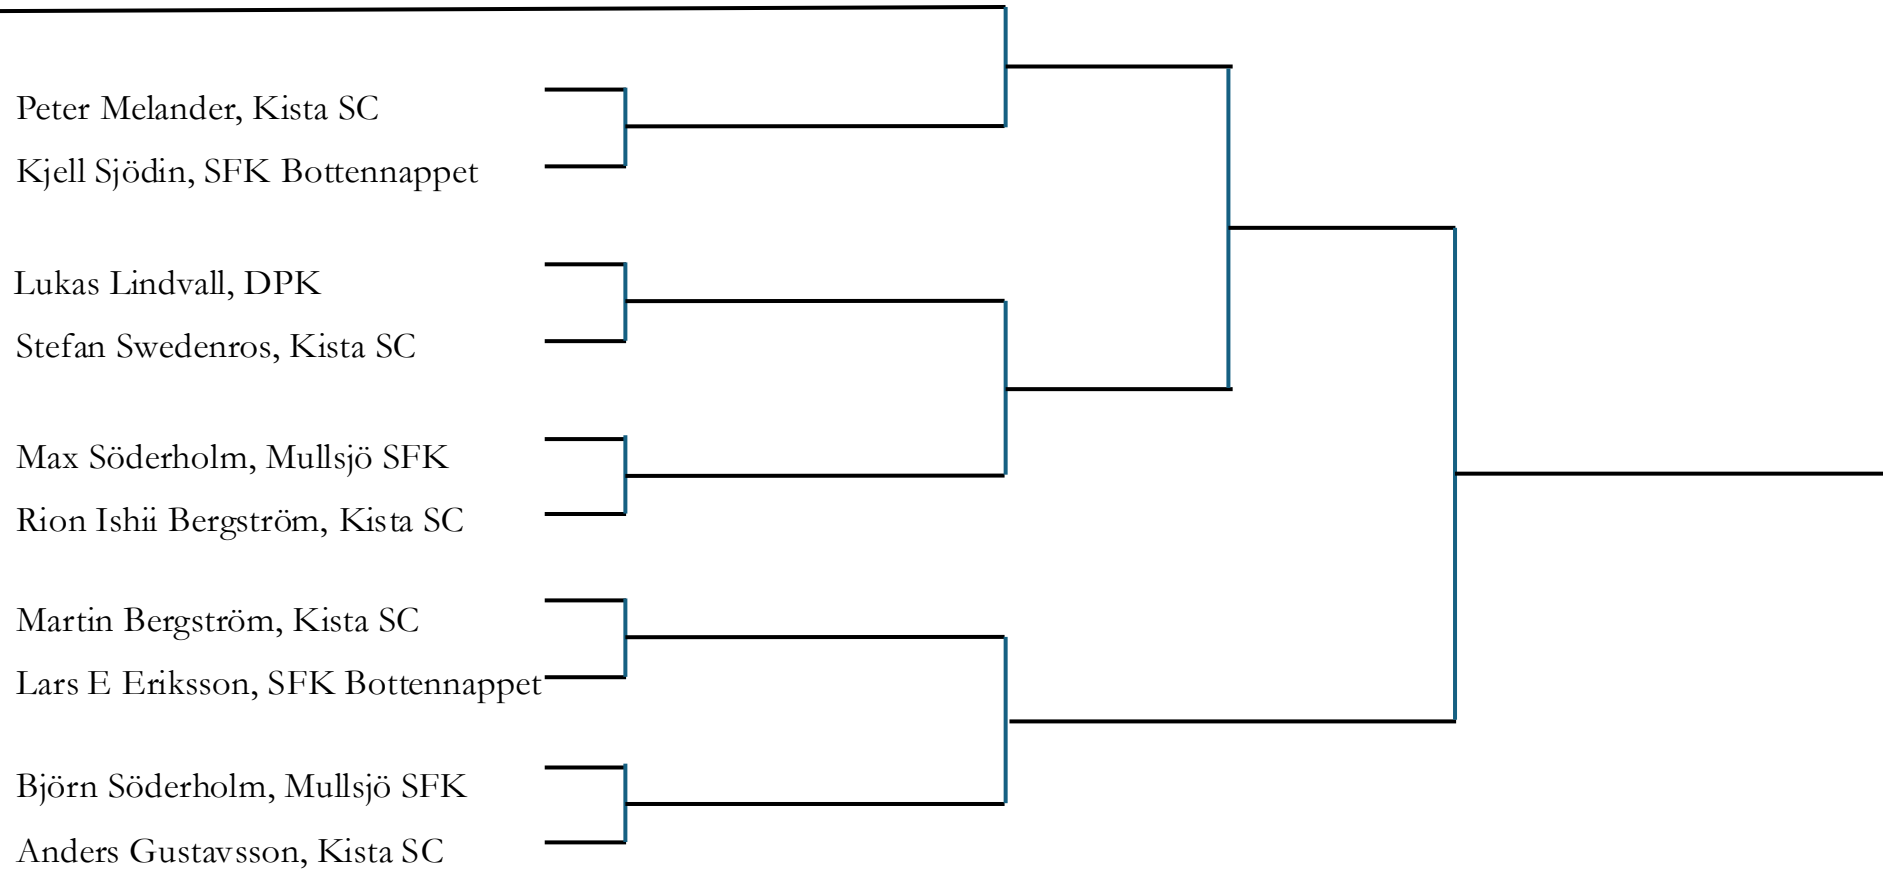 Peter Melander, Kista SC
Kjell Sjödin, SFK Bottennappet
Lukas Lindvall, DPK
Stefan Swedenros, Kista SC
Max Söderholm, Mullsjö SFK
Rion Ishii Bergström, Kista SC
Martin Bergström, Kista SC
Lars E Eriksson, SFK Bottennappet
Björn Söderholm, Mullsjö SFK
Anders Gustavsson, Kista SC